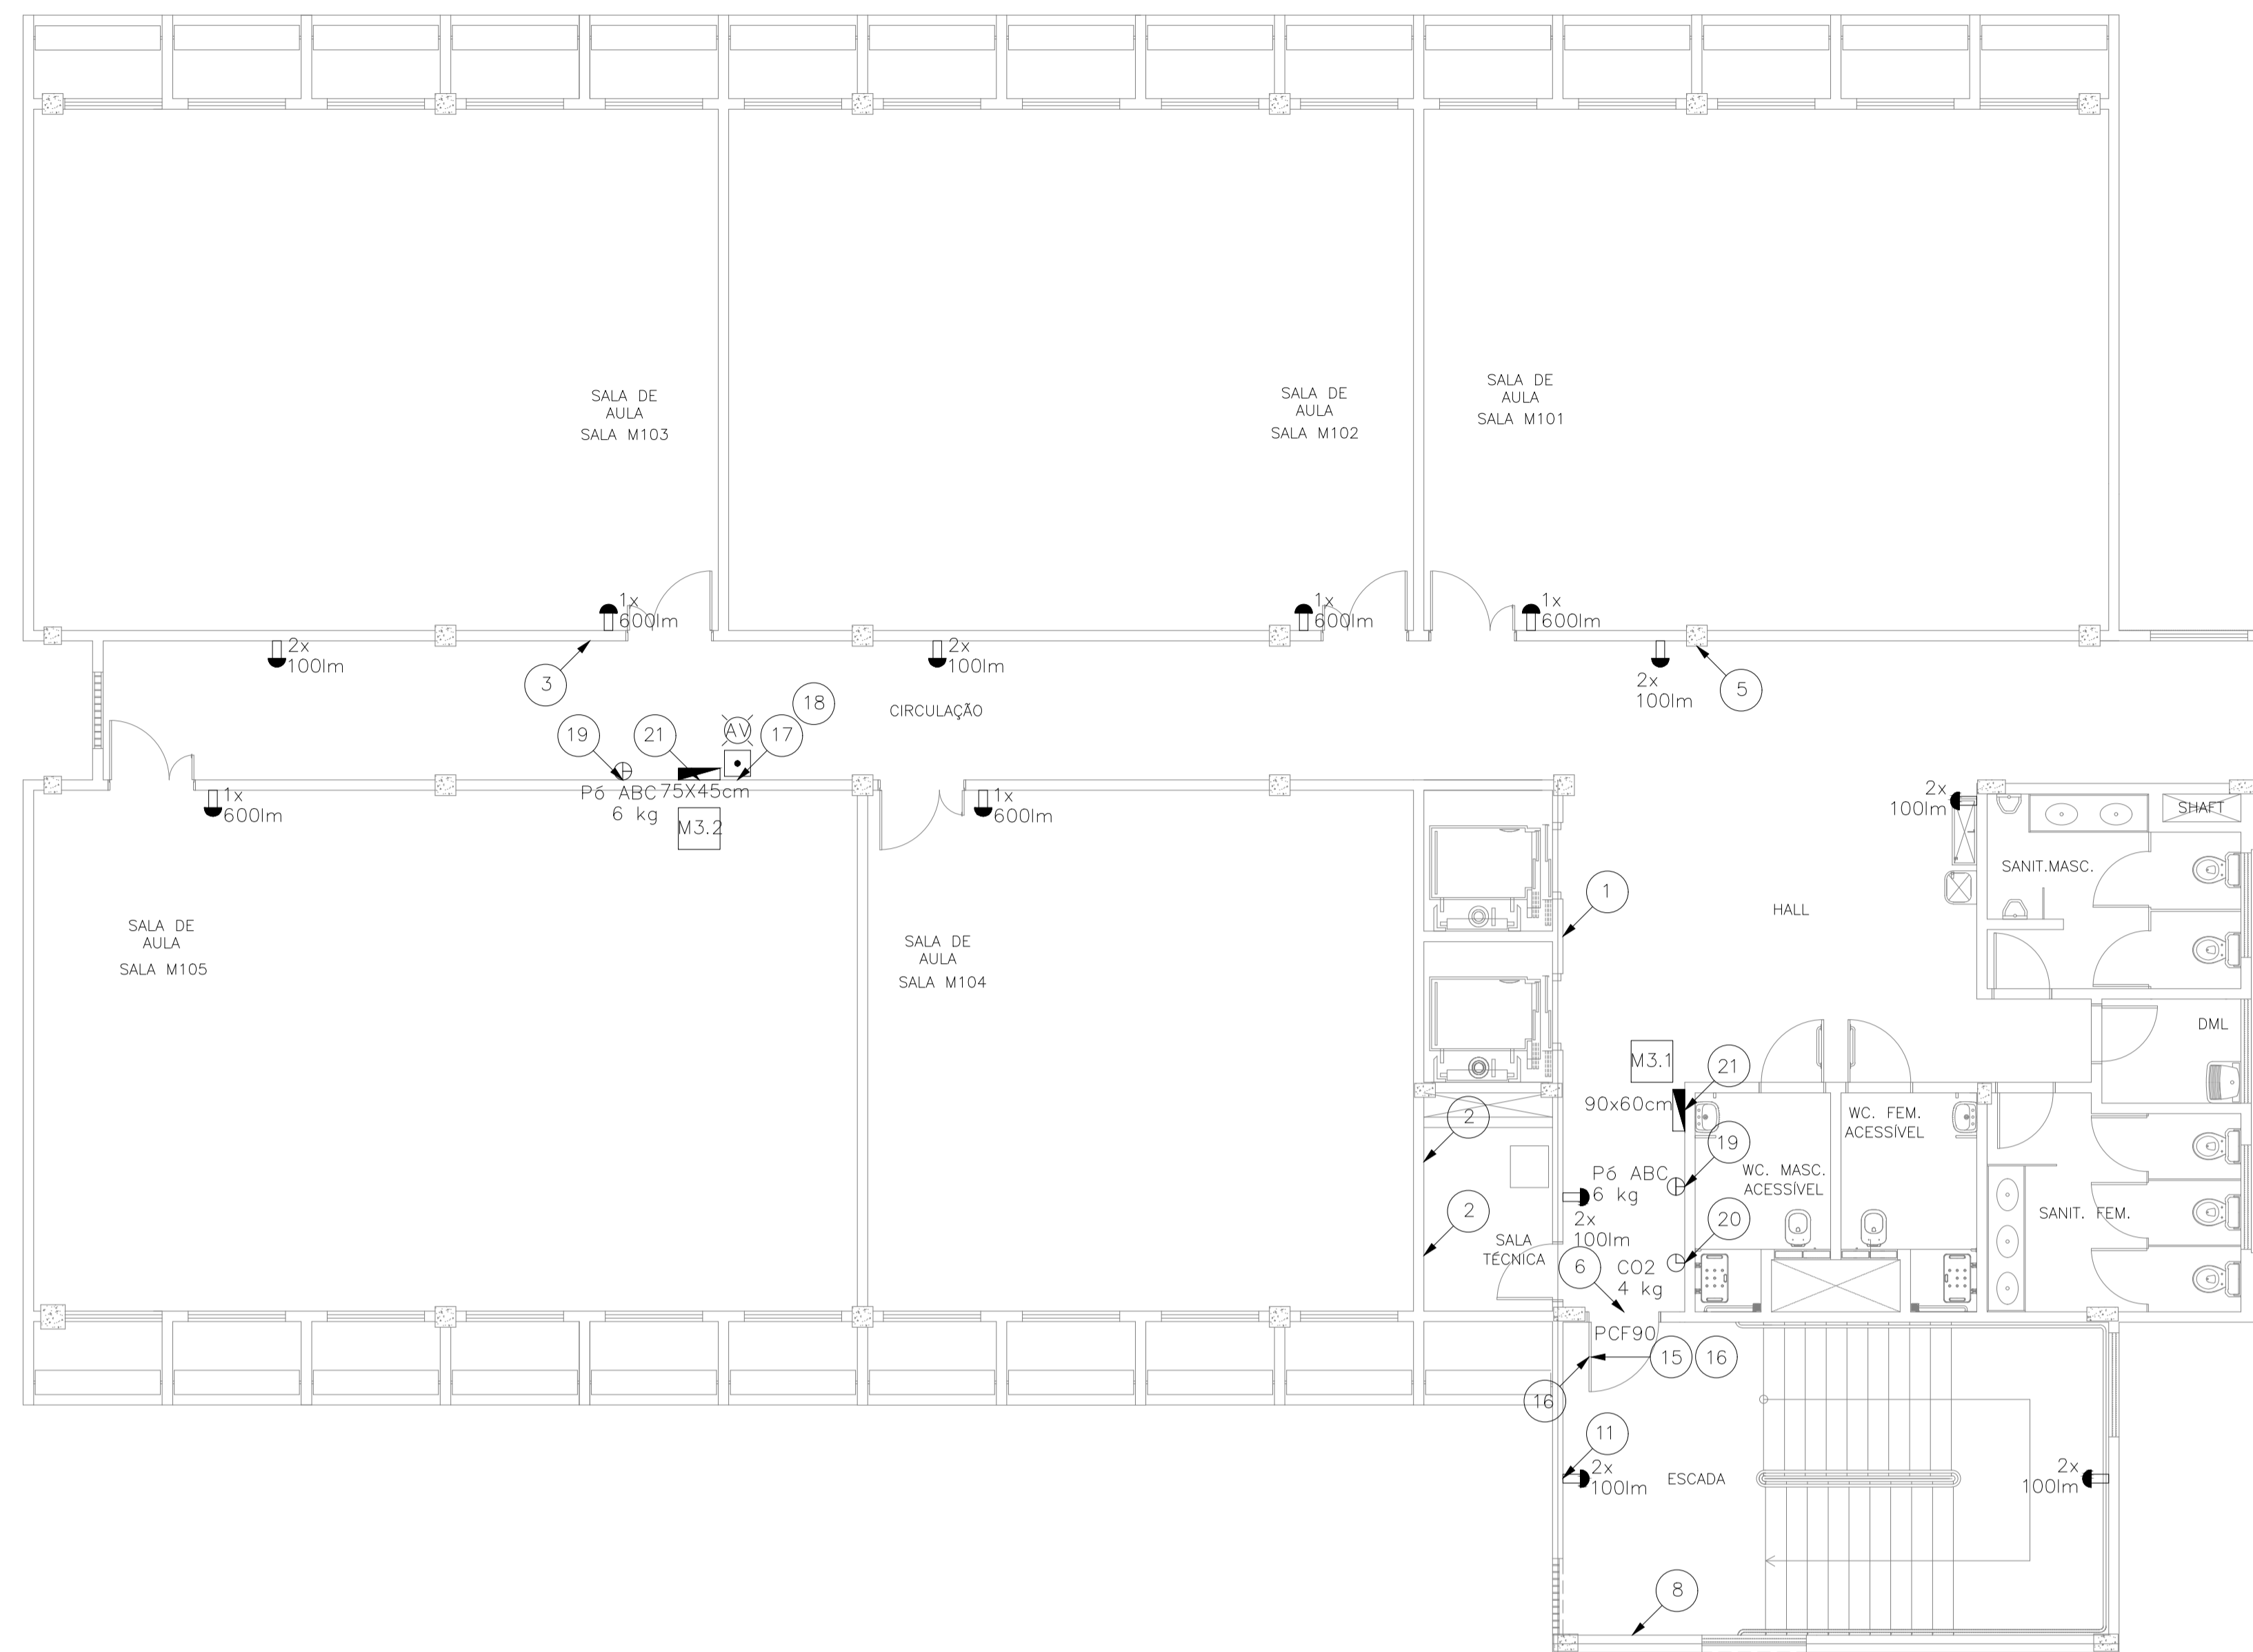 SALA DE
AULA
SALA M103
SALA DE
AULA
SALA M102
SALA DE
AULA
SALA M101
1x
600lm
1x
600lm
1x
600lm
2x
100lm
2x
100lm
2x
100lm
3
5
18
CIRCULAÇÃO
19
21
AV
17
Pó ABC
6 kg
75X45cm
M3.2
1x
600lm
1x
600lm
2x
100lm
SHAFT
SANIT.MASC.
1
HALL
SALA DE
AULA
SALA M105
SALA DE
AULA
SALA M104
DML
M3.1
21
90x60cm
2
19
WC. FEM.
ACESSÍVEL
Pó ABC
6 kg
WC. MASC.
ACESSÍVEL
2
2x
100lm
20
SANIT. FEM.
SALA
TÉCNICA
6
CO2
4 kg
PCF90
15
16
16
11
2x
100lm
ESCADA
2x
100lm
8